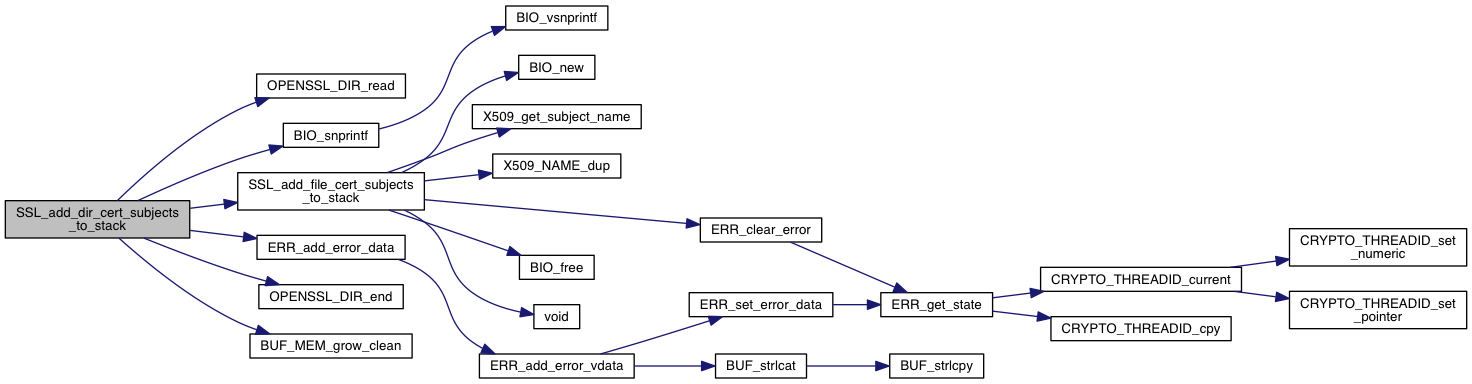 SSL_add_dir_cert_subjects
_to_stack
OPENSSL_DIR_read
BIO_snprintf
SSL_add_file_cert_subjects
_to_stack
ERR_add_error_data
OPENSSL_DIR_end
BUF_MEM_grow_clean
BIO_vsnprintf
BIO_new
X509_get_subject_name
X509_NAME_dup
BIO_free
void
ERR_add_error_vdata
ERR_clear_error
ERR_set_error_data
BUF_strlcat
ERR_get_state
BUF_strlcpy
CRYPTO_THREADID_current
CRYPTO_THREADID_cpy
CRYPTO_THREADID_set
_numeric
CRYPTO_THREADID_set
_pointer